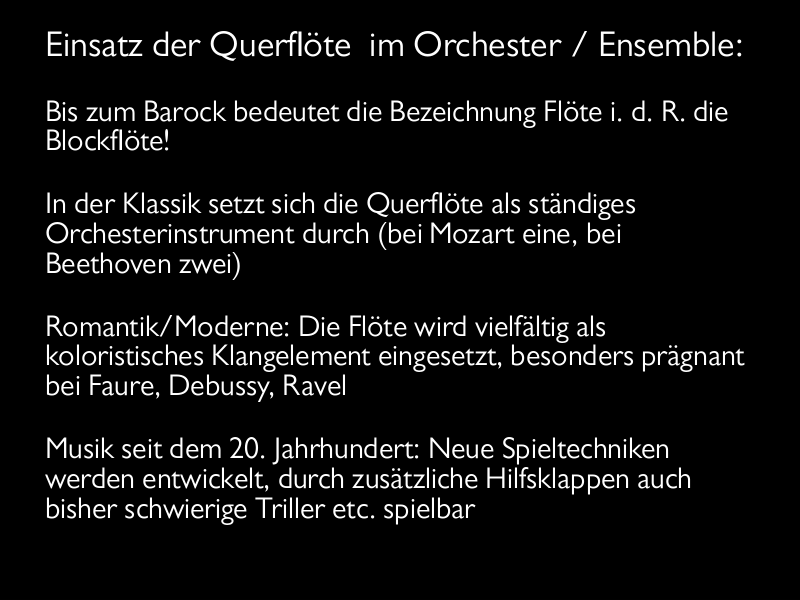 Einsatz der Querflöte  im Orchester / Ensemble:
Bis zum Barock bedeutet die Bezeichnung Flöte i. d. R. die
Blockflöte!
In der Klassik setzt sich die Querflöte als ständiges
Orchesterinstrument durch (bei Mozart eine, bei
Beethoven zwei)
Romantik/Moderne: Die Flöte wird vielfältig als
koloristisches Klangelement eingesetzt, besonders prägnant
bei Faure, Debussy, Ravel
Musik seit dem 20. Jahrhundert: Neue Spieltechniken
werden entwickelt, durch zusätzliche Hilfsklappen auch
bisher schwierige Triller etc. spielbar